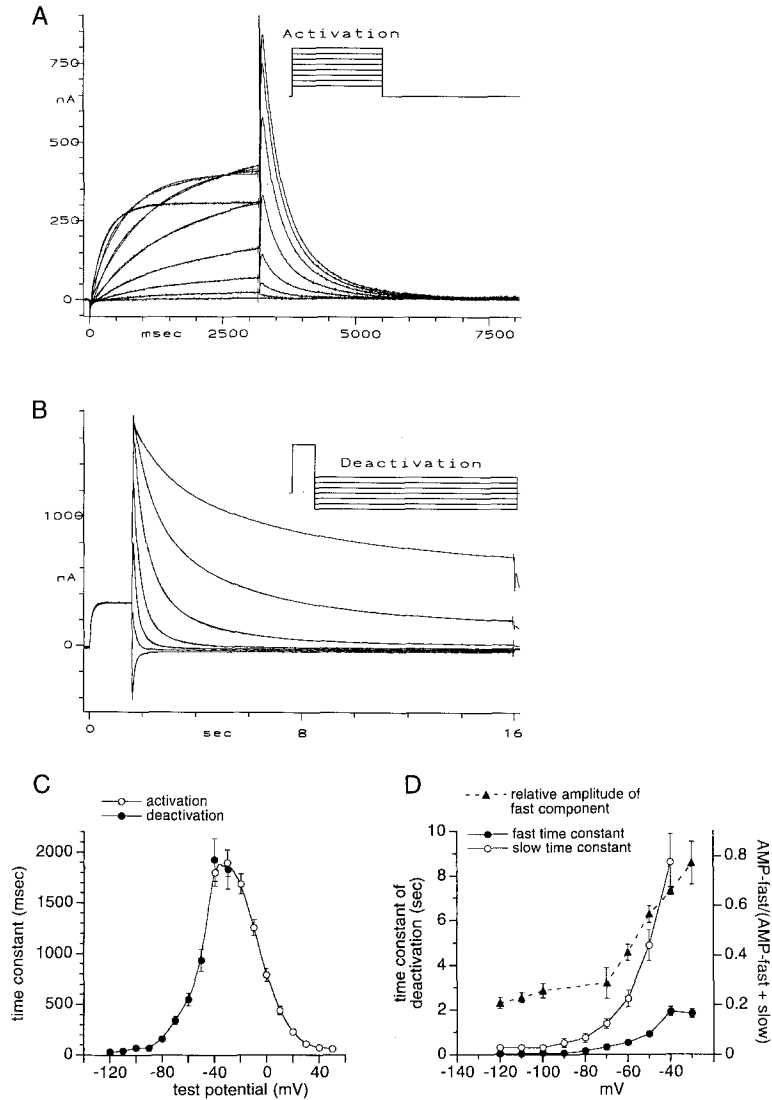 A
Activation
750
nA
500
250
0
0 msec 2500 5000 7500
B
Deactivation
1000
nA
0
0 sec 8 16
C
activation
deactivation
time constant (msec)
2000
1500
1000
500
0
-120 -80 -40 0 40
test potential (mV)
D
relative amplitude of
fast component
fast time constant
slow time constant
time constant of
deactivation (sec)
10
8
6
4
2
0
-140 -120 -100 -80 -60 -40
mV
0.8
0.6
0.4
0.2
0
AMP-fast/(AMP-fast + slow)